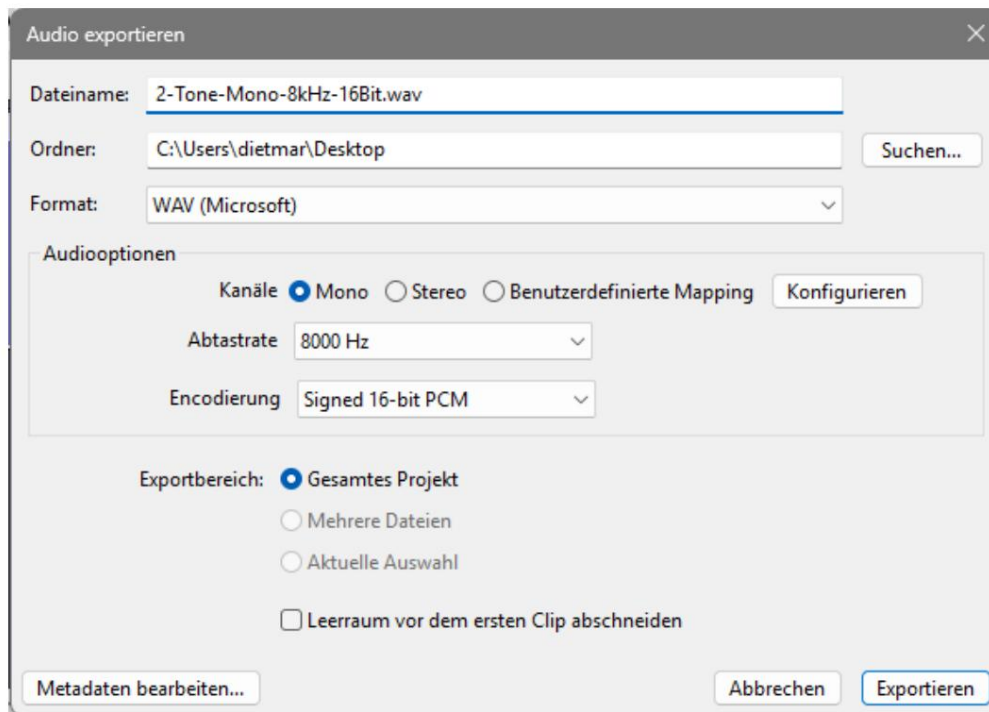 Audio exportieren
Dateiname: 2-Tone-Mono-8kHz-16Bit.wav
Ordner: C:\Users\dietmar\Desktop Suchen...
Format: WAV (Microsoft)
Audiooptionen
Kanäle Mono Stereo Benutzerdefinierte Mapping Konfigurieren
Abtastrate 8000 Hz
Encodierung Signed 16-bit PCM
Exportbereich: Gesamtes Projekt
Mehrere Dateien
Aktuelle Auswahl
Leerraum vor dem ersten Clip abschneiden
Metadaten bearbeiten... Abbrechen Exportieren